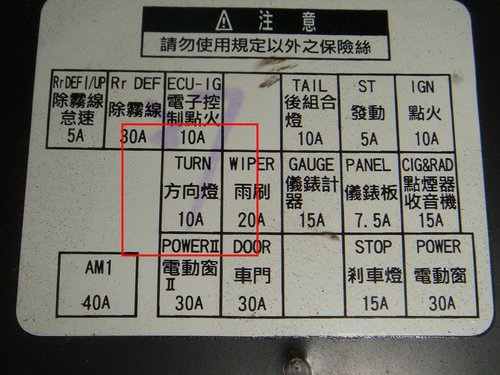 注意
請勿使用規定以外之保險絲
Rr DEF I/UP
除霧線
怠速
5A
Rr DEF
除霧線
30A
ECU-IG
電子控
制點火
10A
TAIL
後組合
燈
10A
ST
發動
5A
IGN
點火
10A
TURN
方向燈
10A
WIPER
雨刷
20A
GAUGE
儀錶計
器
15A
PANEL
儀錶板
7.5A
CIG&RAD
點煙器
收音機
15A
AM1
40A
POWERⅡ
電動窗
Ⅱ
30A
DOOR
車門
30A
STOP
剎車燈
15A
POWER
電動窗
30A